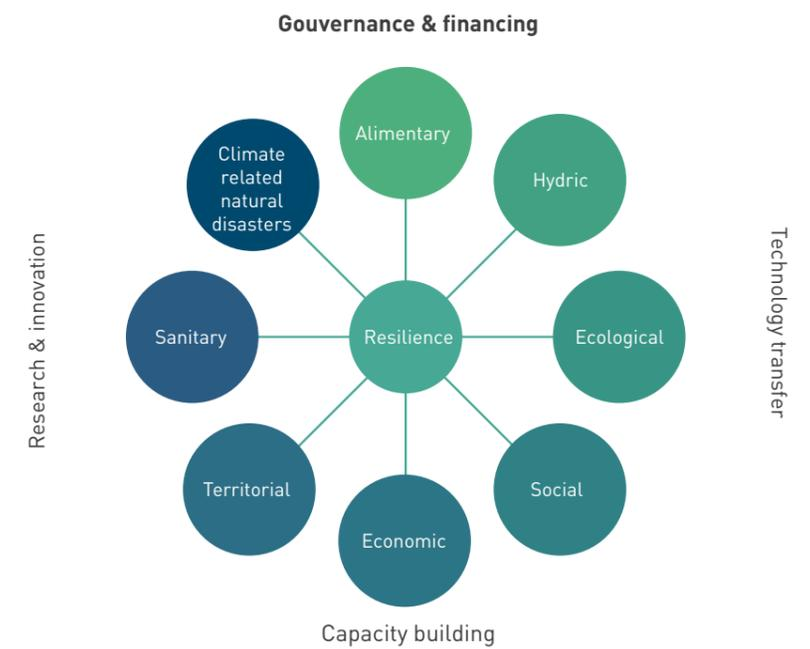 Gouvernance & financing
Alimentary
Climate
related
natural
disasters
Hydric
Research & innovation
Technology transfer
Sanitary
Resilience
Ecological
Territorial
Social
Economic
Capacity building